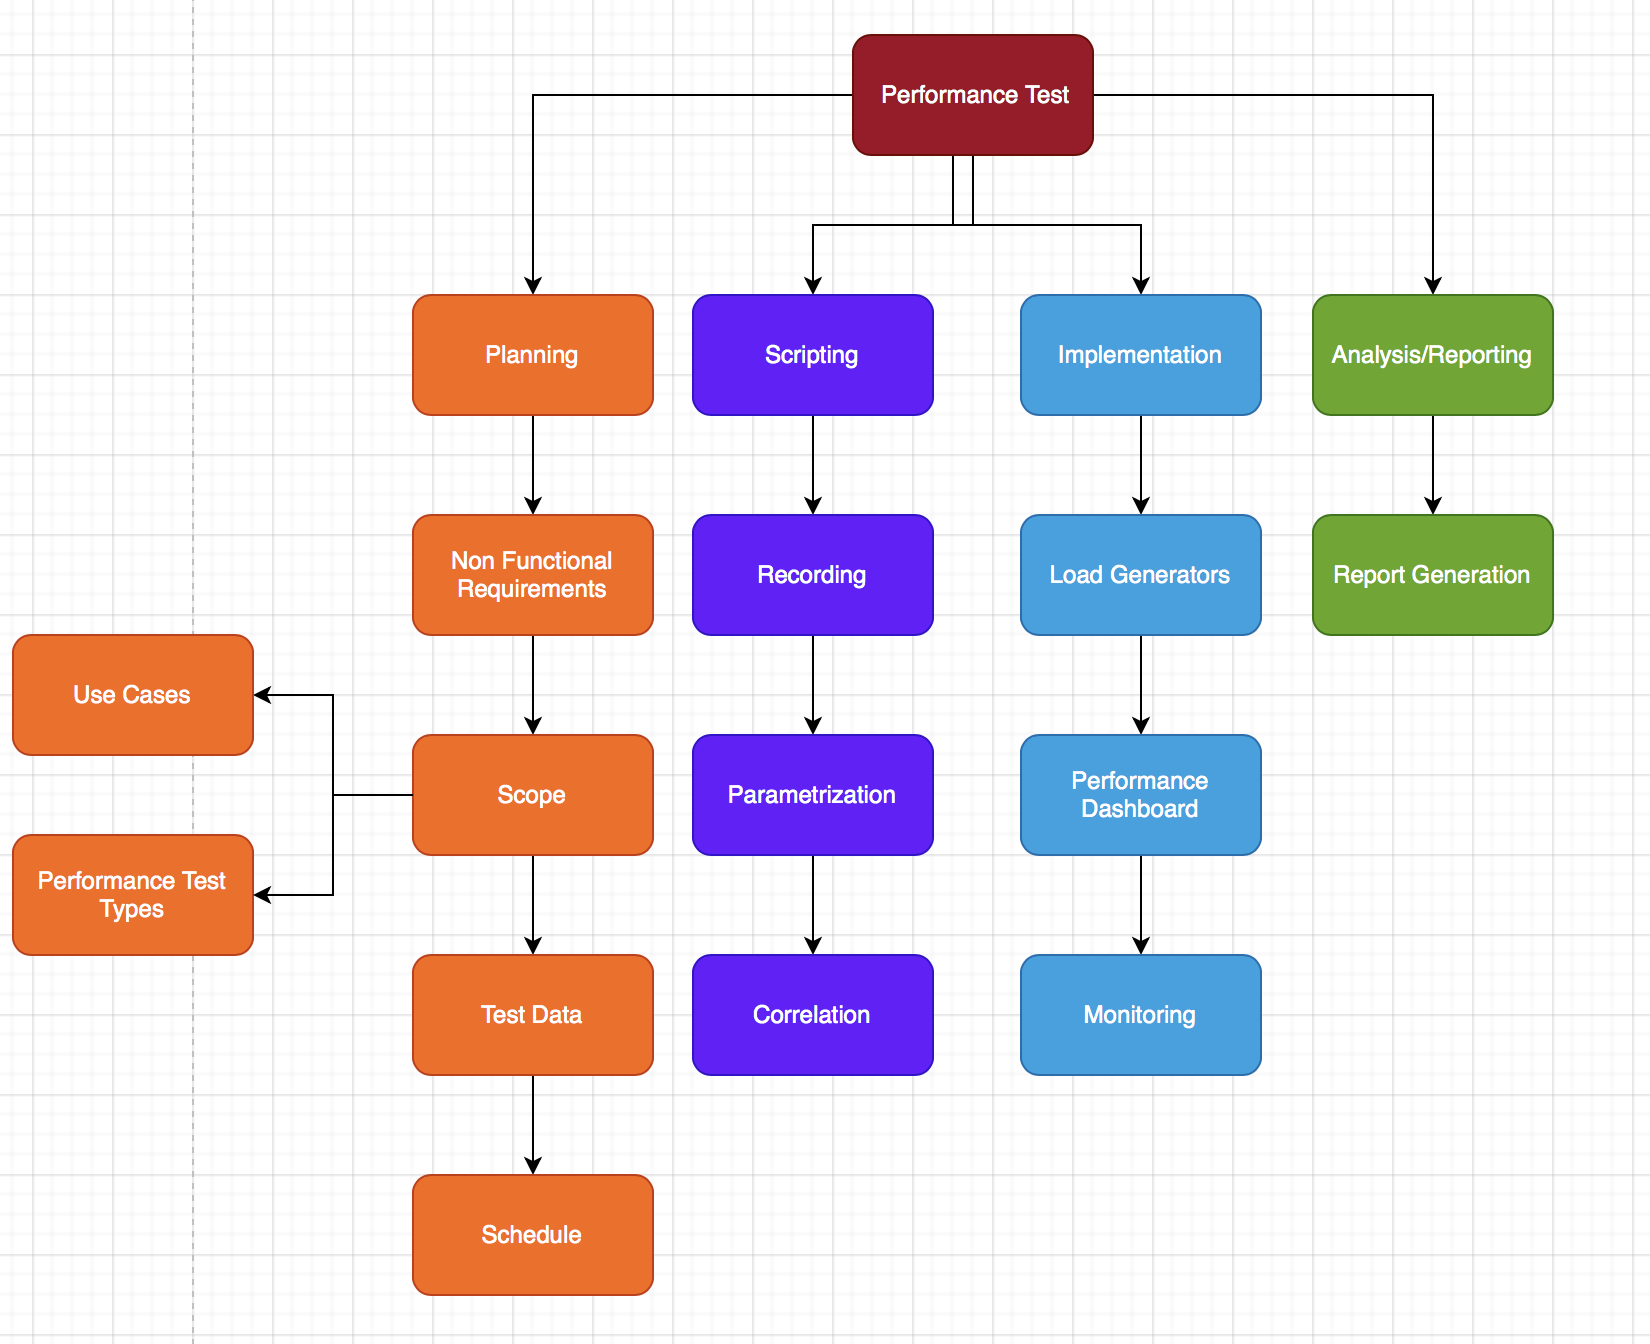 Performance Test
Planning
Scripting
Implementation
Analysis/Reporting
Non Functional
Requirements
Recording
Load Generators
Report Generation
Use Cases
Scope
Parametrization
Performance
Dashboard
Performance Test
Types
Test Data
Correlation
Monitoring
Schedule